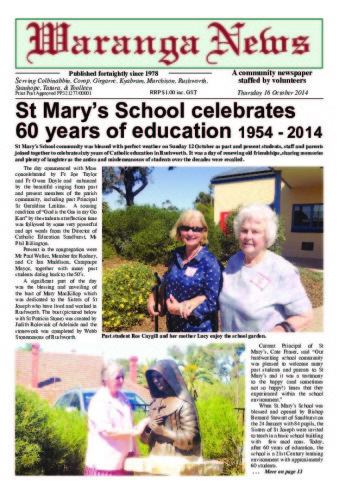 Waranga News
Published fortnightly since 1978
Serving Colbinabbin, Corop, Girgarre, Kyabram, Murchison, Rushworth,
Stanhope, Tatura, & Toolleen
Print Post Approved PP32
RRP $1.00 inc. GST
A community newspaper
staffed by volunteers
Thursday 16 October 2014
St Mary's School celebrates
60 years of education 1954 - 2014
St Mary's School community was blessed with perfect weather on Sunday 12 October as past and present students, staff and parents
joined together to celebrate sixty years of Catholic education in Rushworth. It was a day of renewing old friendships, sharing memories
and plenty of laughter as the antics and misdemeanours of students over the decades were recalled.
The day commenced with Mass
concelebrated by Fr Joe Taylor
and Fr Owen Doyle and enhanced
by the beautiful singing from past
and present members of the parish
community, including past Principal
St Geraldine Larkins. A rousing
rendition of "God is the One in my Go
Kart" by the students at reflection time
was followed by some very powerful
and apt words from the Director of
Catholic Education Sandhurst, Mr
Phil Billington.
Present in the congregation were
Mr Paul Weller, Member for Rodney,
and Cr Ian Maddison, Campaspe
Mayor, together with many past
students dating back to the 50's.
A significant part of the day
was the blessing and unveiling of
the bust of Mary MacKillop which
was dedicated to the Sisters of St
Joseph who have lived and worked in
Rushworth. The bust (pictured below
with Sr Patricia Stoney) was created by
Judith Rolevink of Adelaide and the
stonework was completed by Webb
Stonemasons of Rushworth.
Past student Roe Caygill and her mother Lucy enjoy the school garden.
Current Principal of St
Mary's, Cate Fraser, said "Our
hardworking school community
was pleased to welcome many
past students and parents to St
Mary's and it was a testimony
to the happy (and sometimes
not so happy!) times that they
experienced within the school
environment."
When St Mary's School was
blessed and opened by Bishop
Bernard Stewart of Sandhurst on
the 24 January with 84 pupils, the
Sisters of St Joseph were invited
to teach in a basic school building
with few mod cons. Today,
after 60 years of education, the
school is a 21st Century learning
environment with approximately
60 students.
. . . More on page 13